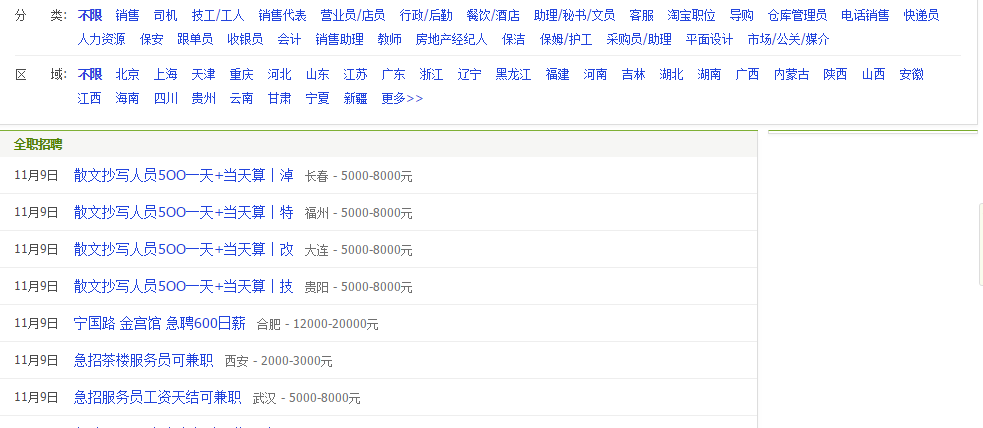 分 类: 不限 销售 司机 技工/工人 销售代表 营业员/店员 行政/后勤 餐饮/酒店 助理/秘书/文员 客服 淘宝职位 导购 仓库管理员 电话销售 快递员
人力资源 保安 跟单员 收银员 会计 销售助理 教师 房地产经纪人 保洁 保姆/护工 采购员/助理 平面设计 市场/公关/媒介
区 域: 不限 北京 上海 天津 重庆 河北 山东 江苏 广东 浙江 辽宁 黑龙江 福建 河南 吉林 湖北 湖南 广西 内蒙古 陕西 山西 安徽
江西 海南 四川 贵州 云南 甘肃 宁夏 新疆 更多>>
全职招聘
11月9日 散文抄写人员5OO一天+当天算丨淖 长春 - 5000-8000元
11月9日 散文抄写人员5OO一天+当天算丨特 福州 - 5000-8000元
11月9日 散文抄写人员5OO一天+当天算丨改 大连 - 5000-8000元
11月9日 散文抄写人员5OO一天+当天算丨技 贵阳 - 5000-8000元
11月9日 宁国路 金宫馆 急聘600日薪 合肥 - 12000-20000元
11月9日 急招茶楼服务员可兼职 西安 - 2000-3000元
11月9日 急招服务员工资天结可兼职 武汉 - 5000-8000元